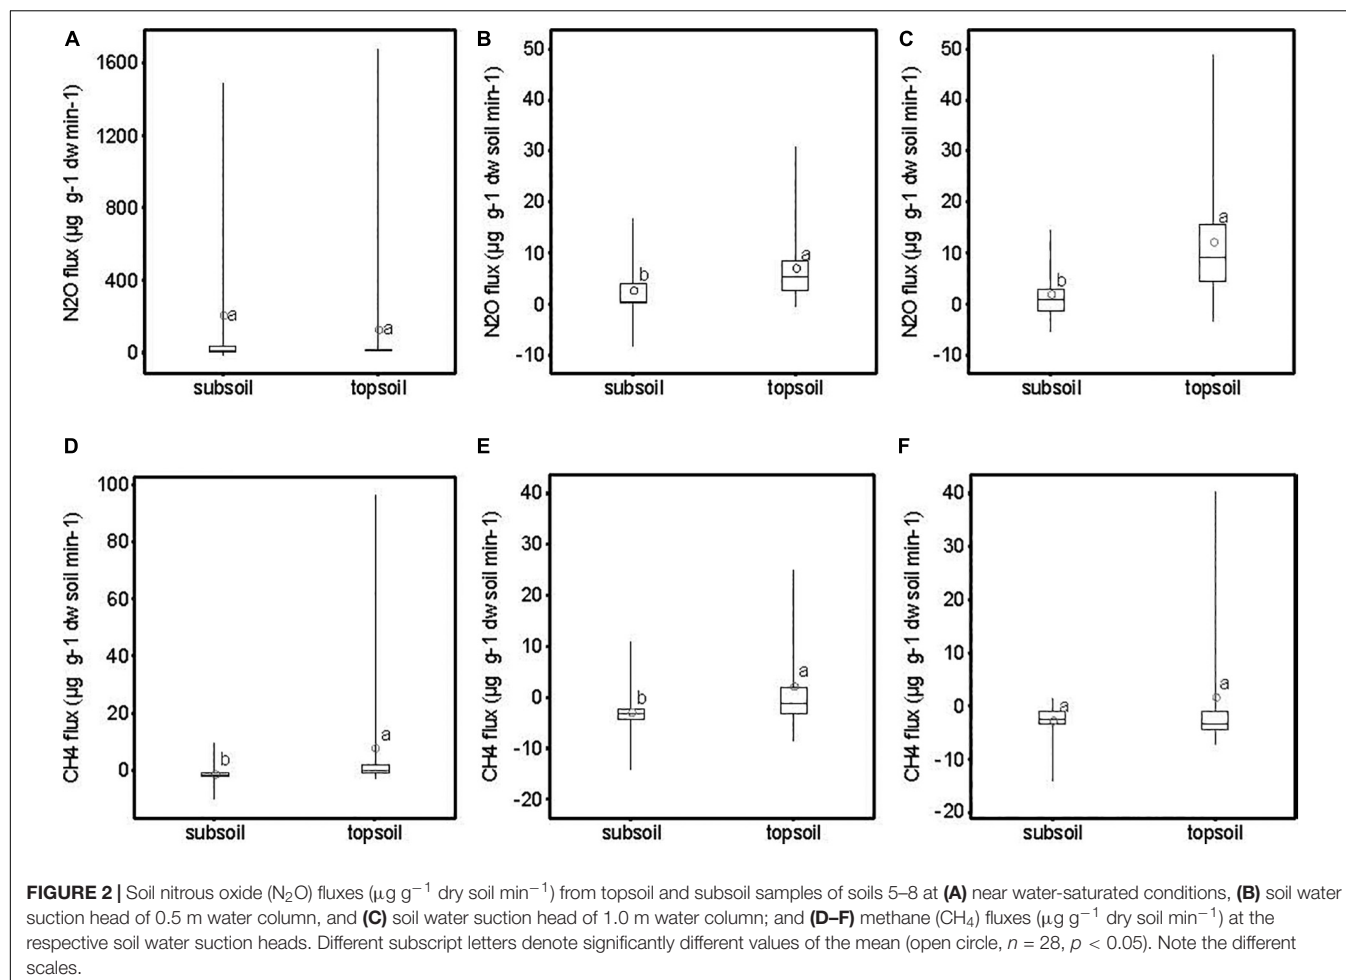 A
N2O flux (µg g-1 dw min-1)
1600
1200
800
400
0
a
a
subsoil
topsoil
B
N2O flux (µg g-1 dw soil min-1)
50
40
30
20
10
0
-10
b
a
subsoil
topsoil
C
N2O flux (µg g-1 dw soil min-1)
50
40
30
20
10
0
-10
b
a
subsoil
topsoil
D
CH4 flux (µg g-1 dw soil min-1)
100
80
60
40
20
0
b
a
subsoil
topsoil
E
CH4 flux (µg g-1 dw soil min-1)
40
30
20
10
-0
-10
-20
b
a
subsoil
topsoil
F
CH4 flux (µg g-1 dw soil min-1)
40
30
20
10
-0
-10
-20
a
a
subsoil
topsoil
FIGURE 2 | Soil nitrous oxide (N₂O) fluxes (µg g⁻¹ dry soil min⁻¹) from topsoil and subsoil samples of soils 5–8 at (A) near water-saturated conditions, (B) soil water
suction head of 0.5 m water column, and (C) soil water suction head of 1.0 m water column; and (D–F) methane (CH₄) fluxes (µg g⁻¹ dry soil min⁻¹) at the
respective soil water suction heads. Different subscript letters denote significantly different values of the mean (open circle, n = 28, p < 0.05). Note the different
scales.